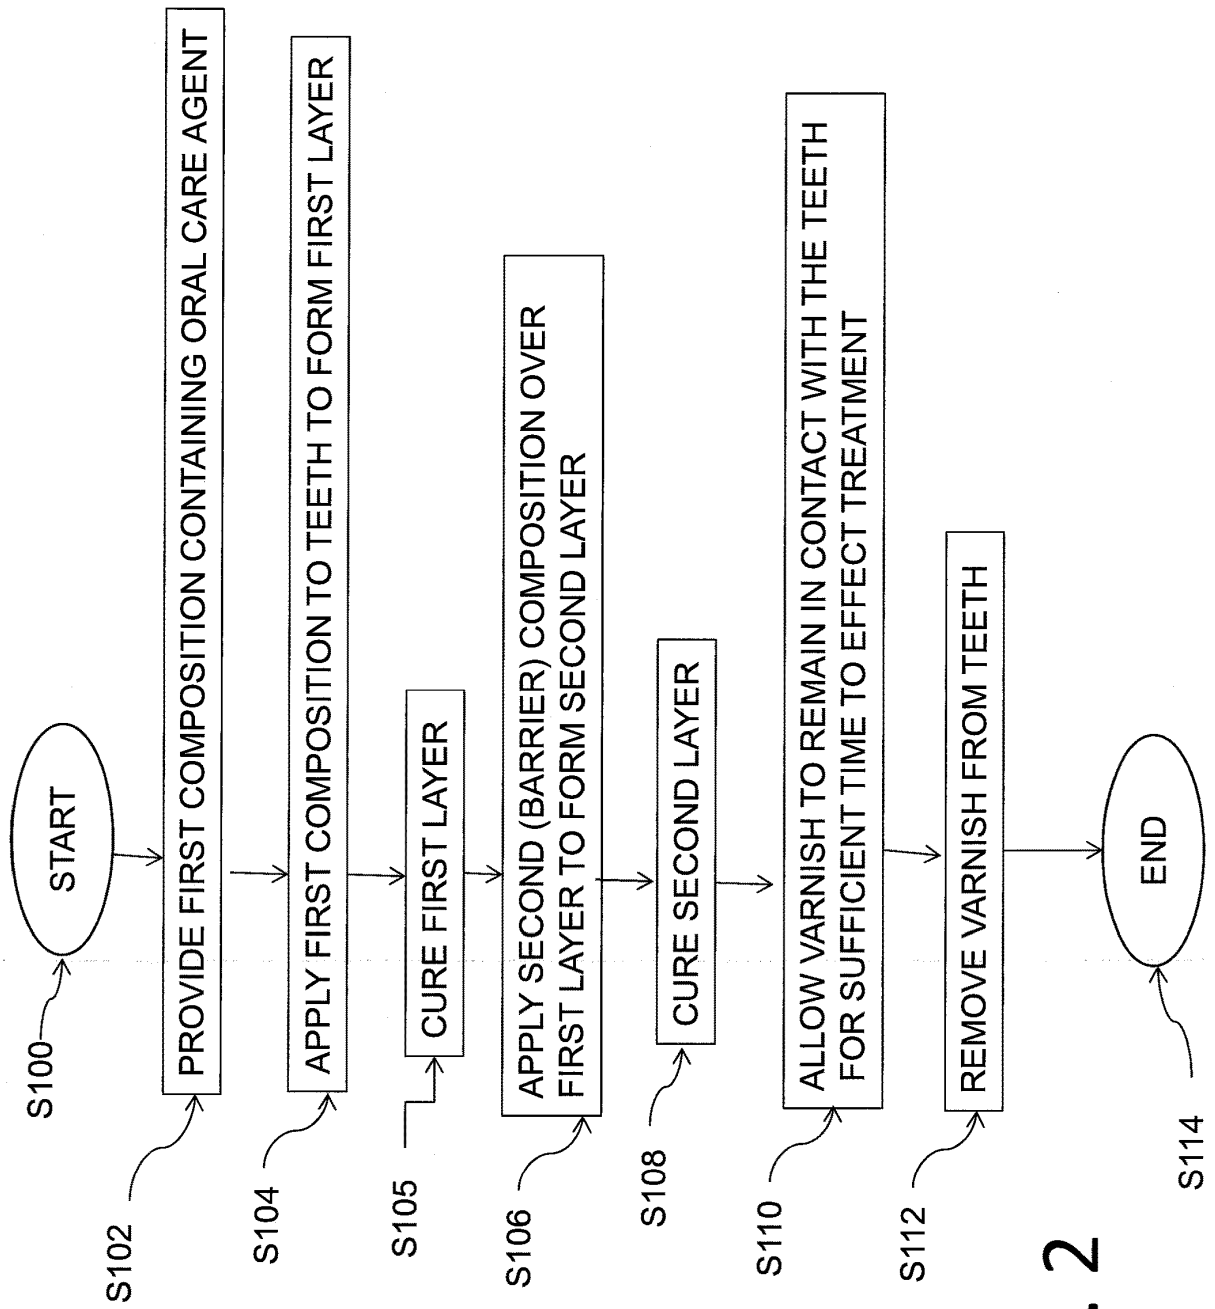 S100
START
S102
PROVIDE FIRST COMPOSITION CONTAINING ORAL CARE AGENT
S104
APPLY FIRST COMPOSITION TO TEETH TO FORM FIRST LAYER
S105
CURE FIRST LAYER
S106
APPLY SECOND (BARRIER) COMPOSITION OVER
FIRST LAYER TO FORM SECOND LAYER
S108
CURE SECOND LAYER
S110
ALLOW VARNISH TO REMAIN IN CONTACT WITH THE TEETH
FOR SUFFICIENT TIME TO EFFECT TREATMENT
S112
REMOVE VARNISH FROM TEETH
S114
END
. 2